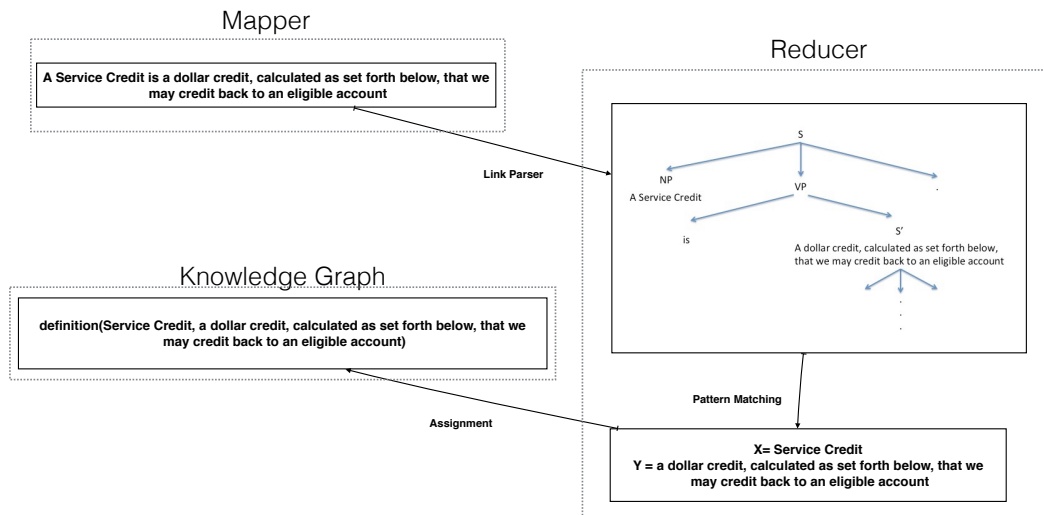 Mapper
A Service Credit is a dollar credit, calculated as set forth below, that we
may credit back to an eligible account
Link Parser
Reducer
S
NP
A Service Credit
VP
.
is
S'
A dollar credit, calculated as set forth below,
that we may credit back to an eligible account
.
.
.
Knowledge Graph
definition(Service Credit, a dollar credit, calculated as set forth below, that we
may credit back to an eligible account)
Assignment
Pattern Matching
X= Service Credit
Y = a dollar credit, calculated as set forth below, that we
may credit back to an eligible account